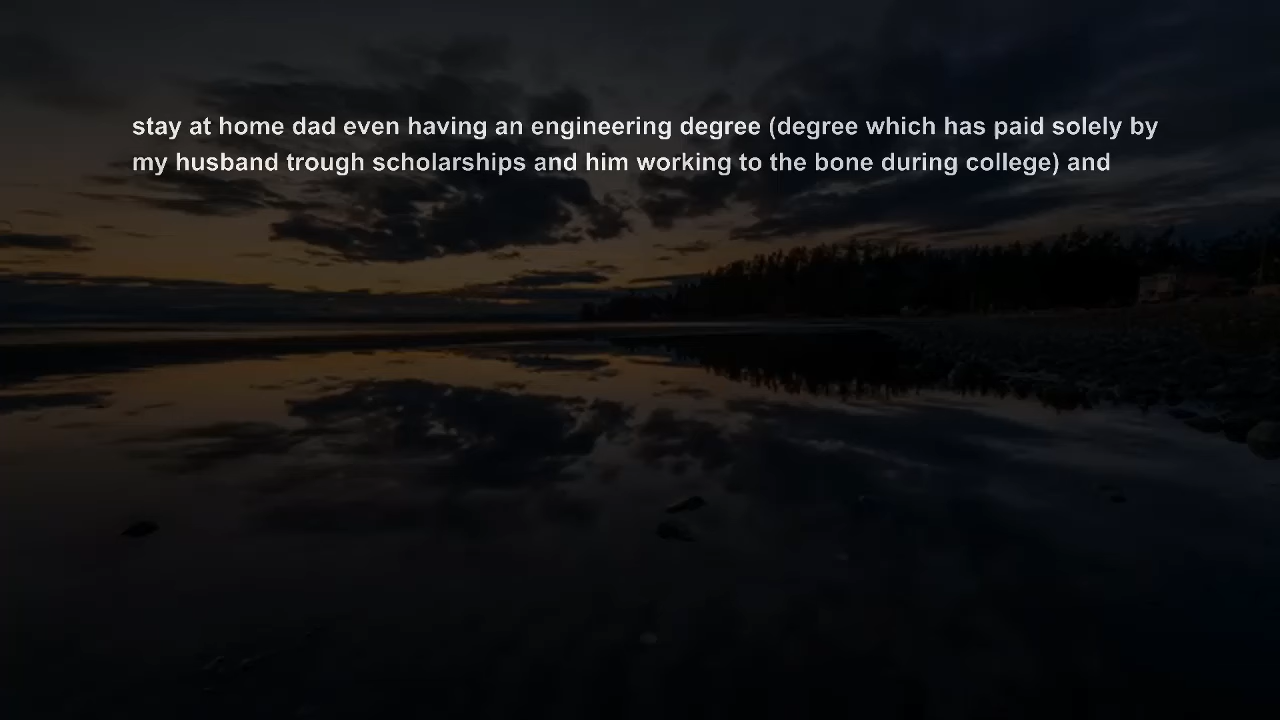 stay at home dad even having an engineering degree (degree which has paid solely by
my husband trough scholarships and him working to the bone during college) and